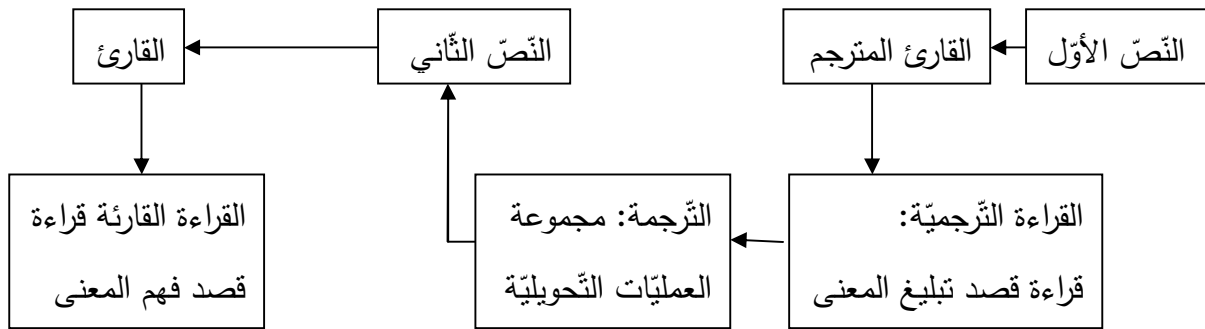 النّصّ الأوّل
القارئ المترجم
النّصّ الثّاني
القارئ
القراءة التّرجميّة:
قراءة قصد تبليغ المعنى
التّرجمة: مجموعة
العمليّات التّحويليّة
القراءة القارئة قراءة
قصد فهم المعنى